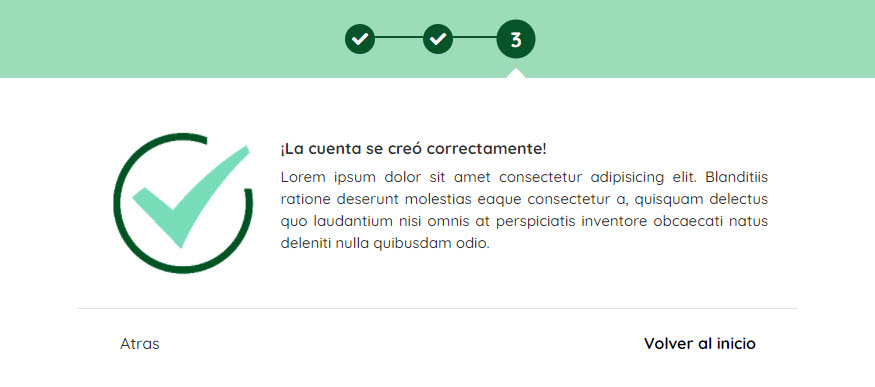 3
¡La cuenta se creó correctamente!
Lorem ipsum dolor sit amet consectetur adipisicing elit. Blanditiis
ratione deserunt molestias eaque consectetur a, quisquam delectus
quo laudantium nisi omnis at perspiciatis inventore obcaecati natus
deleniti nulla quibusdam odio.
Atras
Volver al inicio